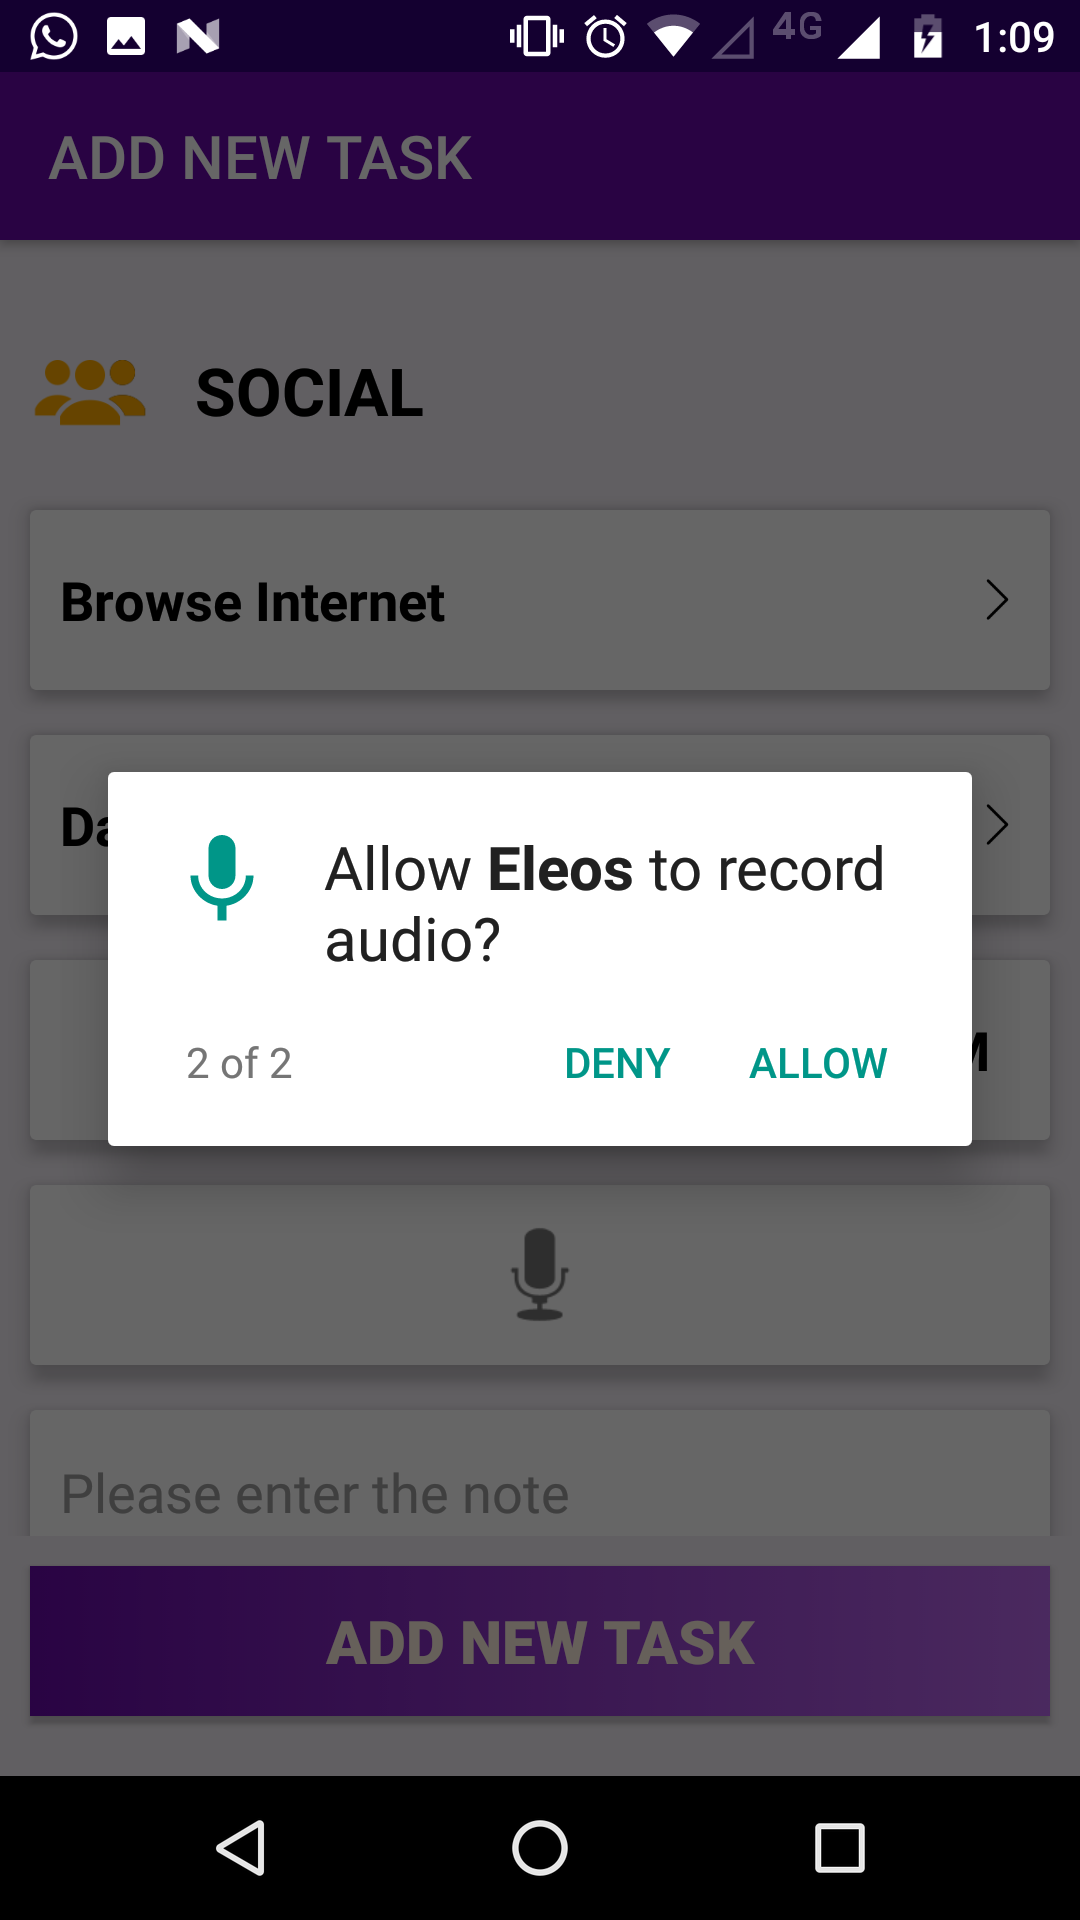 4G 1:09
ADD NEW TASK
SOCIAL
Browse Internet
Allow Eleos to record
audio?
2 of 2 DENY ALLOW
Please enter the note
ADD NEW TASK